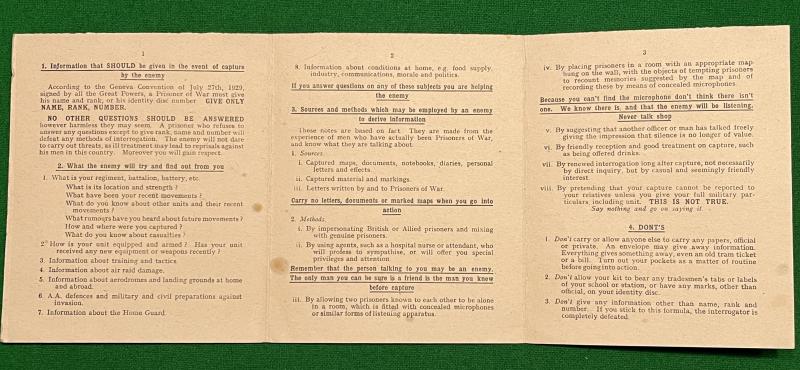 1
1. Information that SHOULD be given in the event of capture
by the enemy
According to the Geneva Convention of July 27th, 1929,
signed by all the Great Powers, a Prisoner of War must give
his name and rank, or his identity disc number GIVE ONLY
NAME, RANK, NUMBER.
NO OTHER QUESTIONS SHOULD BE ANSWERED
however harmless they may seem. A prisoner who refuses to
answer any questions except to give rank, name and number will
defeat any methods of interrogation. The enemy will not dare
to carry out threats, as ill treatment may lead to reprisals against
his men in this country. Moreover you will gain respect.
2. What the enemy will try and find out from you
1. What is your regiment, battalion, battery, etc.
What is its location and strength?
What have been your recent movements?
What do you know about other units and their recent
movements?
What rumours have you heard about future movements?
How and where were you captured?
What do you know about casualties?
2. How is your unit equipped and armed? Has your unit
received any new equipment or weapons recently?
3. Information about training and tactics.
4. Information about air raid damage.
5. Information about aerodromes and landing grounds at home
and abroad.
6. A.A. defences and military and civil preparations against
invasion.
7. Information about the Home Guard.
2
8. Information about conditions at home, e.g. food supply,
industry, communications, morale and politics.
If you answer questions on any of these subjects you are helping
the enemy
3. Sources and methods which may be employed by an enemy
to derive information
These notes are based on fact. They are made from the
experience of men who have actually been Prisoners of War,
and know what they are talking about.
1. Sources.
i. Captured maps, documents, notebooks, diaries, personal
letters and effects.
ii. Captured material and markings.
iii. Letters written by and to Prisoners of War.
Carry no letters, documents or marked maps when you go into
action
2. Methods.
i. By impersonating British or Allied prisoners and mixing
with genuine prisoners.
ii. By using agents, such as a hospital nurse or attendant, who
will profess to sympathise, or will offer you special
privileges and attention.
Remember that the person talking to you may be an enemy.
The only man you can be sure is a friend is the man you knew
before capture
iii. By allowing two prisoners known to each other to be alone
in a room, which is fitted with concealed microphones
or similar forms of listening apparatus.
3
iv. By placing prisoners in a room with an appropriate map
hung on the wall, with the objects of tempting prisoners
to recount memories suggested by the map and of
recording these by means of concealed microphones.
Because you can't find the microphone don't think there isn't
one. We know there is, and that the enemy will be listening.
Never talk shop
v. By suggesting that another officer or man has talked freely
giving the impression that silence is no longer of value.
vi. By friendly reception and good treatment on capture, such
as being offered drinks.
vii. By renewed interrogation long after capture, not necessarily
by direct inquiry, but by casual and seemingly friendly
interest.
viii. By pretending that your capture cannot be reported to
your relatives unless you give your full military par-
ticulars including unit. THIS IS NOT TRUE.
Say nothing and go on saying it.
4. DONT'S
1. Don't carry or allow anyone else to carry any papers, official
or private. An envelope may give away information.
Everything gives something away, even an old tram ticket
or a bill. Turn out your pockets as a matter of routine
before going into action.
2. Don't allow your kit to bear any tradesmen's tabs or labels
of your school or station, or have any marks, other than
official, on your identity disc.
3. Don't give any information other than name, rank and
number. If you stick to this formula, the interrogator is
completely defeated.